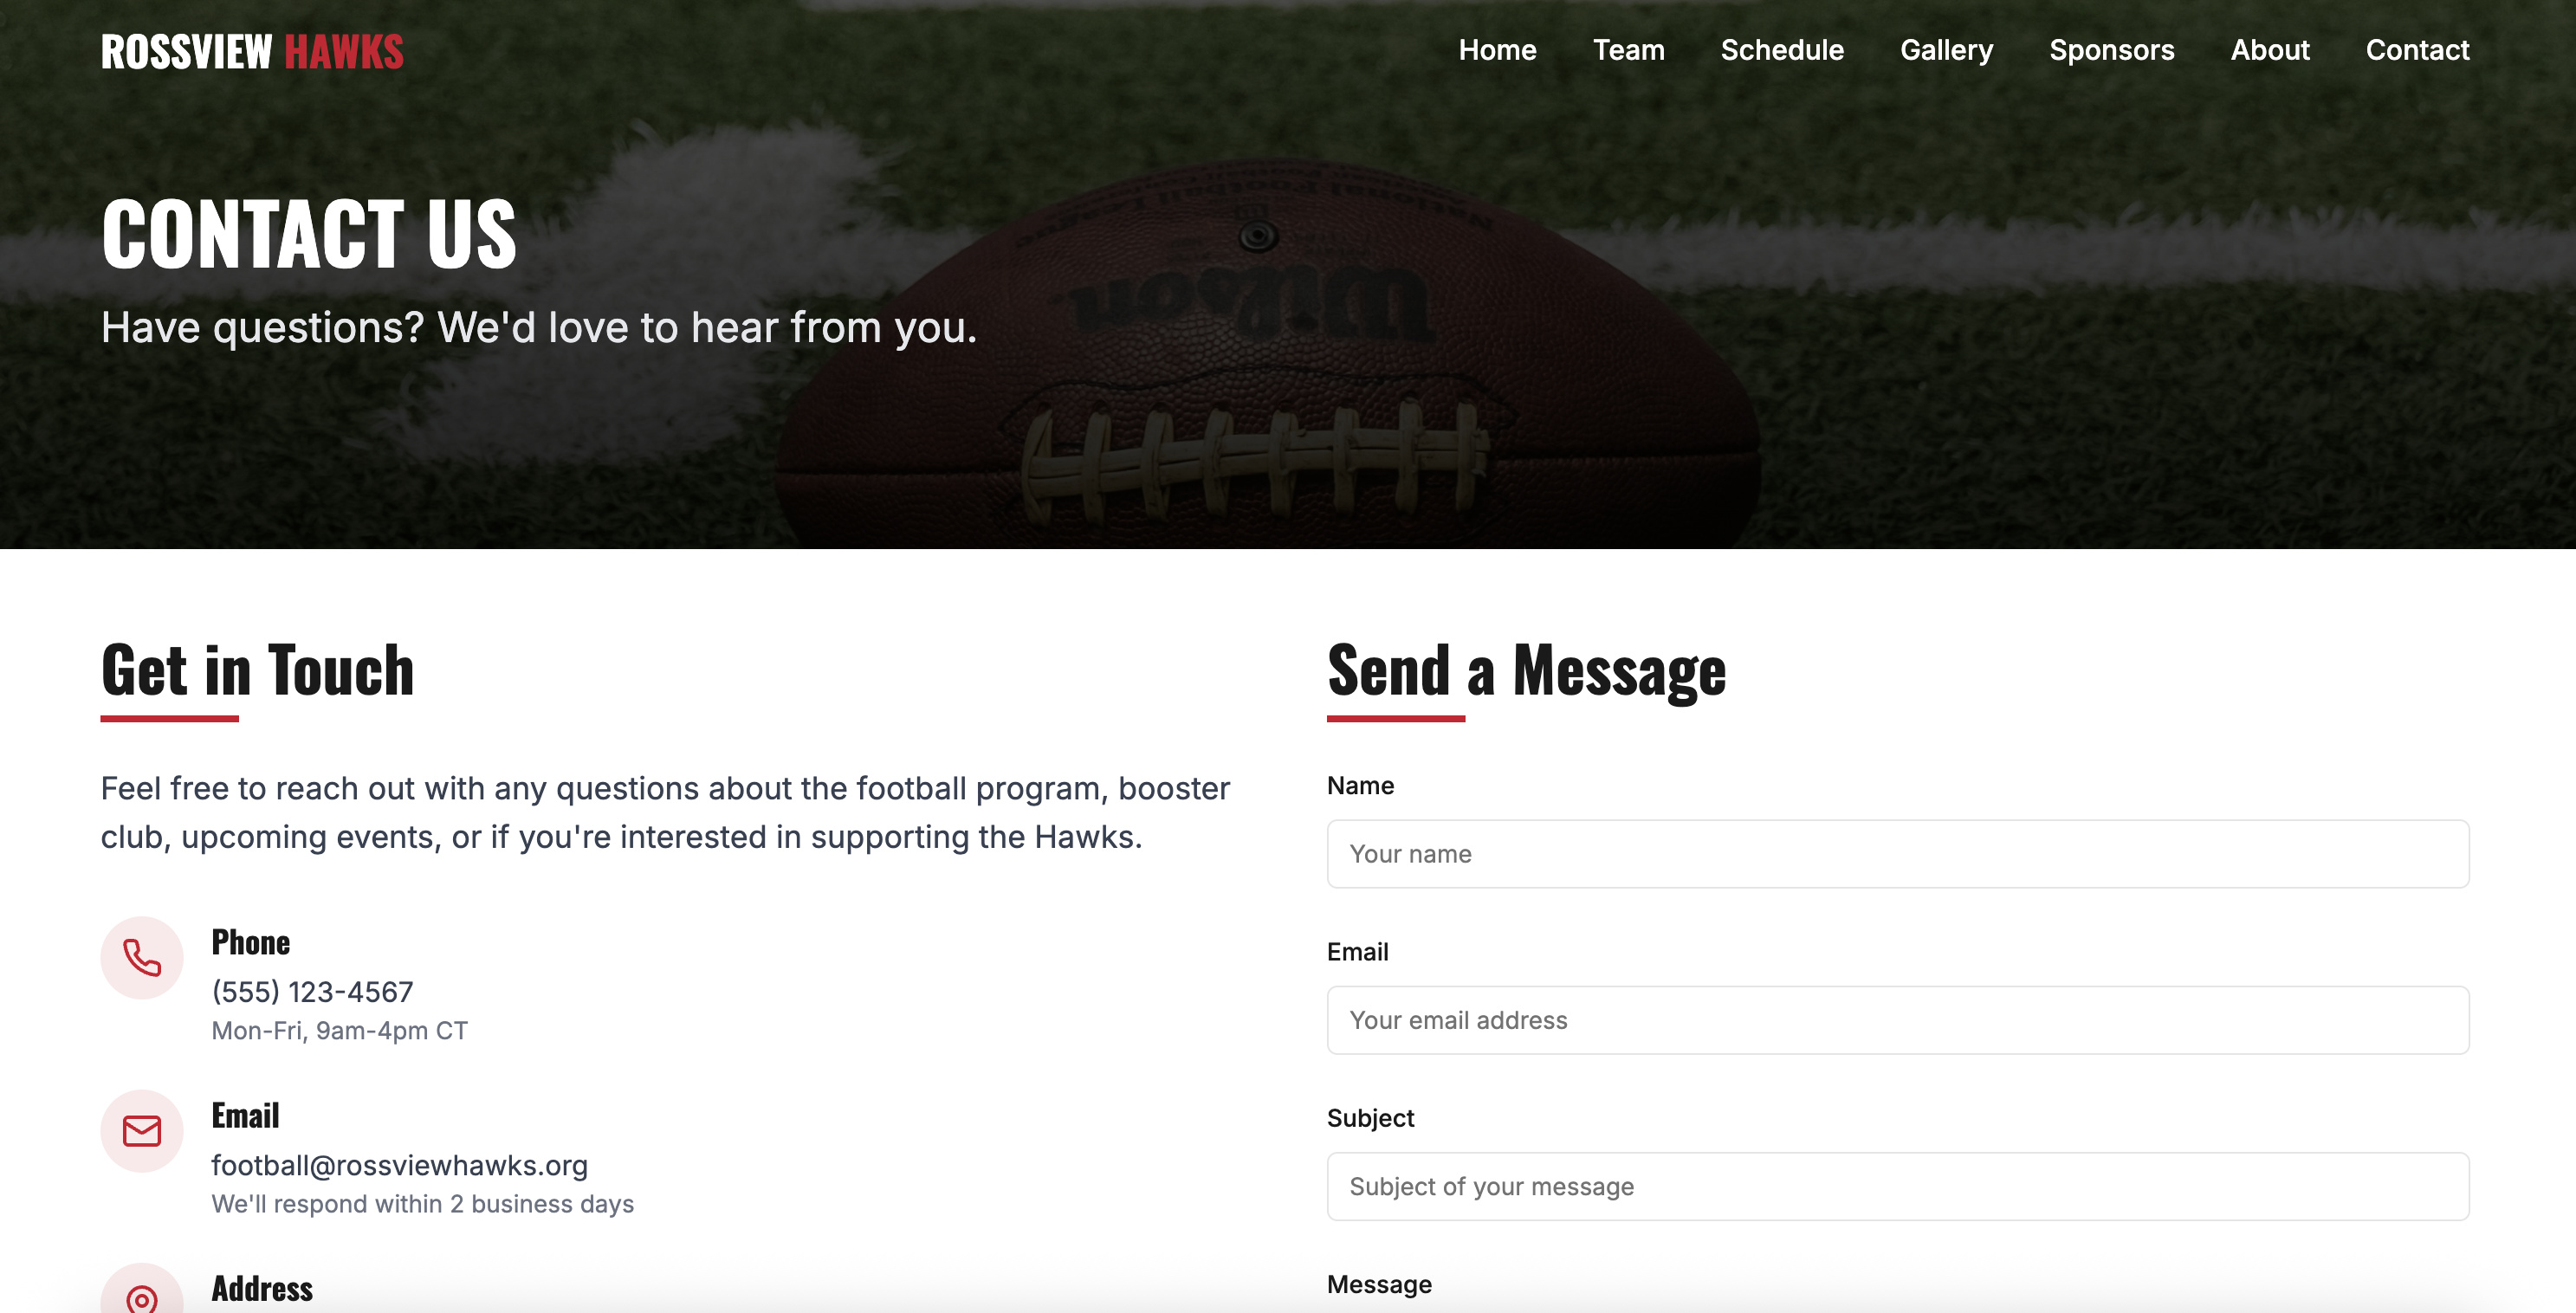 ROSSVIEW HAWKS
Home Team Schedule Gallery Sponsors About Contact
CONTACT US
Have questions? We'd love to hear from you.
Wilson
Get in Touch
Feel free to reach out with any questions about the football program, booster
club, upcoming events, or if you're interested in supporting the Hawks.
Phone
(555) 123-4567
Mon-Fri, 9am-4pm CT
Email
football@rossviewhawks.org
We'll respond within 2 business days
Address
Send a Message
Name
Your name
Email
Your email address
Subject
Subject of your message
Message